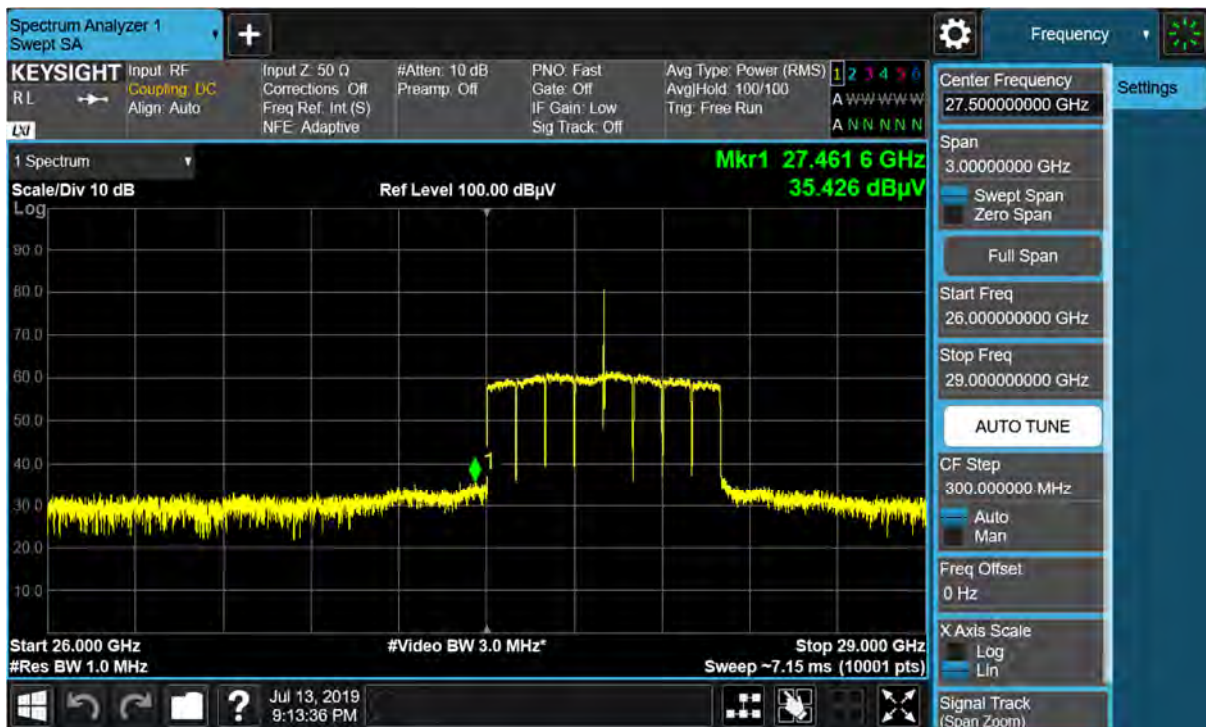 Spectrum Analyzer 1
Swept SA
+
Frequency
KEYSIGHT
R L
LXI
Input: RF
Coupling: DC
Align: Auto
Input Z: 50 Ω
Corrections: Off
Freq Ref: Int (S)
NFE: Adaptive
#Atten: 10 dB
Preamp: Off
PNO: Fast
Gate: Off
IF Gain: Low
Sig Track: Off
Avg Type: Power (RMS)
Avg|Hold: 100/100
Trig: Free Run
1 2 3 4 5 6
A W W W W W
A N N N N N
1 Spectrum
Scale/Div 10 dB
Ref Level 100.00 dBµV
Mkr1 27.461 6 GHz
35.426 dBµV
Log
90.0
80.0
70.0
60.0
50.0
40.0
30.0
20.0
10.0
1
Start 26.000 GHz
#Res BW 1.0 MHz
#Video BW 3.0 MHz*
Stop 29.000 GHz
Sweep ~7.15 ms (10001 pts)
?
Jul 13, 2019
9:13:36 PM
Center Frequency
27.500000000 GHz
Settings
Span
3.00000000 GHz
Swept Span
Zero Span
Full Span
Start Freq
26.000000000 GHz
Stop Freq
29.000000000 GHz
AUTO TUNE
CF Step
300.000000 MHz
Auto
Man
Freq Offset
0 Hz
X Axis Scale
Log
Lin
Signal Track
(Span Zoom)